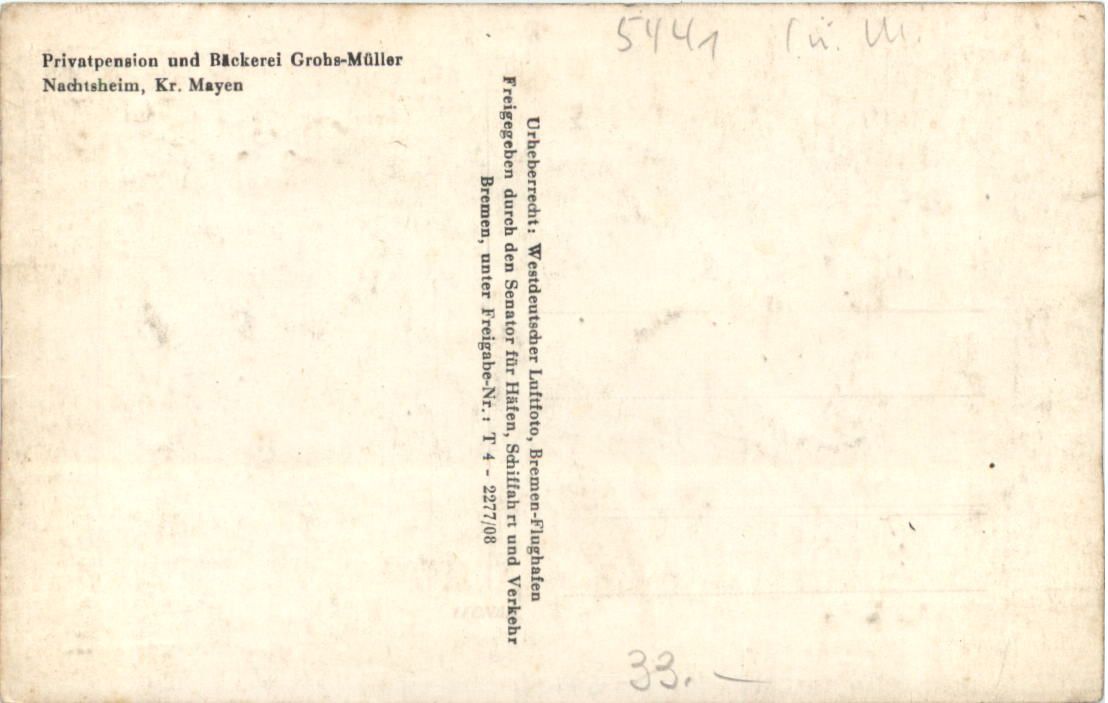 Privatpension und Bäckerei Grohs-Müller
Nachtsheim, Kr. Mayen
5441
Urheberrecht: Westdeutscher Luftfoto, Bremen-Flughafen
Freigegeben durch den Senator für Häfen, Schiffahrt und Verkehr
Bremen, unter Freigabe-Nr.: T 4 - 2277/08
33.—